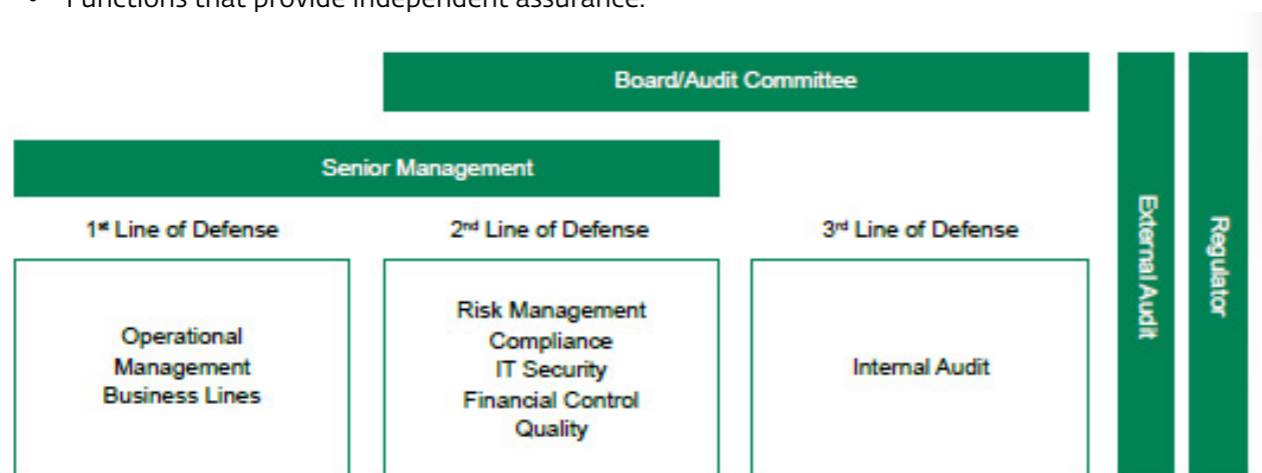 • Functions that provide independent assurance.
Board/Audit Committee
Senior Management
1st Line of Defense
2nd Line of Defense
3rd Line of Defense
Operational
Management
Business Lines
Risk Management
Compliance
IT Security
Financial Control
Quality
Internal Audit
External Audit
Regulator